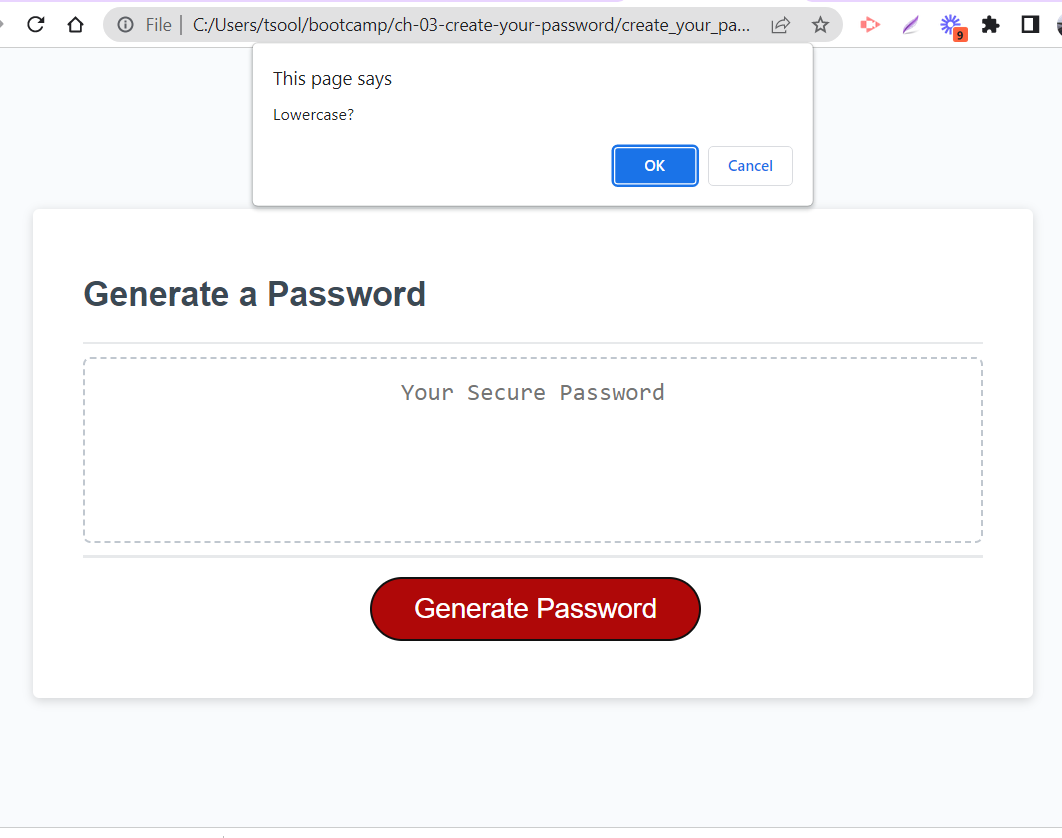 File | C:/Users/tsool/bootcamp/ch-03-create-your-password/create_your_pa...
9
This page says
Lowercase?
OK Cancel
Generate a Password
Your Secure Password
Generate Password